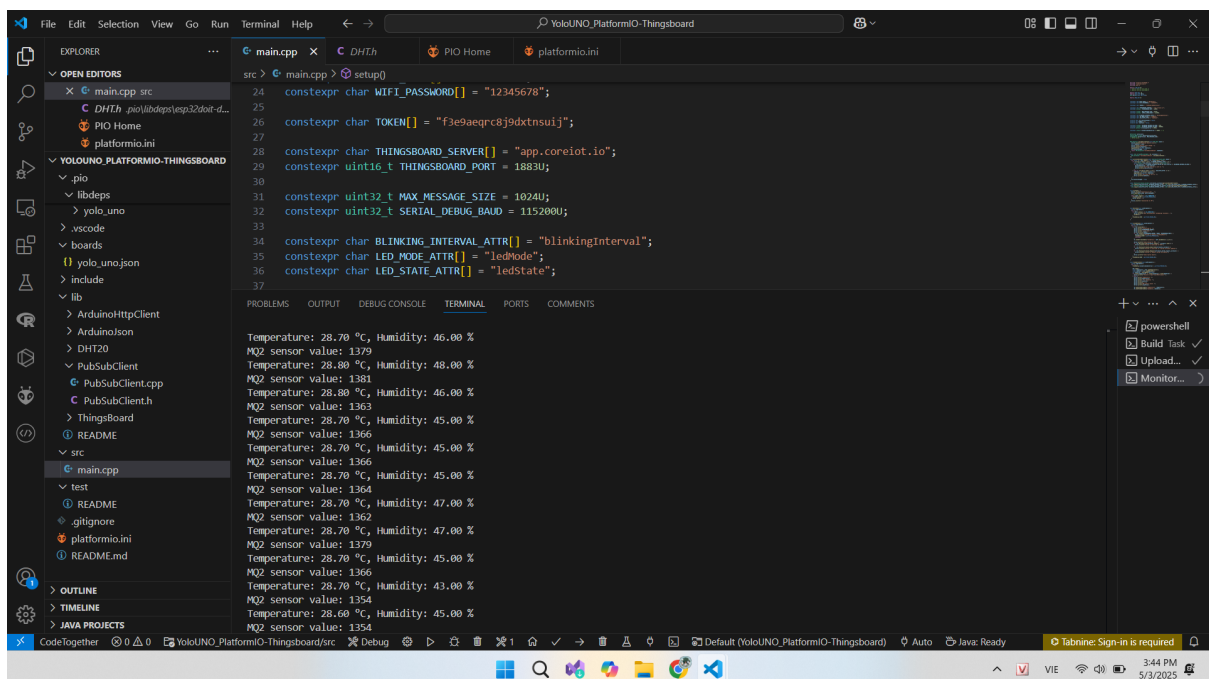 File Edit Selection View Go Run Terminal Help
YoloUNO_PlatformIO-Thingsboard
EXPLORER
OPEN EDITORS
main.cpp src
DHT.h .pio\libdeps\esp32doit-d...
PIO Home
platformio.ini
YOLOUNO_PLATFORMIO-THINGSBOARD
.pio
libdeps
yolo_uno
.vscode
boards
{} yolo_uno.json
include
lib
ArduinoHttpClient
ArduinoJson
DHT20
PubSubClient
PubSubClient.cpp
C PubSubClient.h
ThingsBoard
README
src
main.cpp
test
README
.gitignore
platformio.ini
README.md
OUTLINE
TIMELINE
JAVA PROJECTS
main.cpp C DHT.h PIO Home platformio.ini
src > main.cpp > setup()
24 constexpr char WIFI_PASSWORD[] = "12345678";
25
26 constexpr char TOKEN[] = "f3e9aeqrc8j9dxtnsuij";
27
28 constexpr char THINGSBOARD_SERVER[] = "app.coreiot.io";
29 constexpr uint16_t THINGSBOARD_PORT = 1883U;
30
31 constexpr uint32_t MAX_MESSAGE_SIZE = 1024U;
32 constexpr uint32_t SERIAL_DEBUG_BAUD = 115200U;
33
34 constexpr char BLINKING_INTERVAL_ATTR[] = "blinkingInterval";
35 constexpr char LED_MODE_ATTR[] = "ledMode";
36 constexpr char LED_STATE_ATTR[] = "ledState";
37
PROBLEMS OUTPUT DEBUG CONSOLE TERMINAL PORTS COMMENTS
Temperature: 28.70 °C, Humidity: 46.00 %
MQ2 sensor value: 1379
Temperature: 28.80 °C, Humidity: 48.00 %
MQ2 sensor value: 1381
Temperature: 28.80 °C, Humidity: 46.00 %
MQ2 sensor value: 1363
Temperature: 28.70 °C, Humidity: 45.00 %
MQ2 sensor value: 1366
Temperature: 28.70 °C, Humidity: 45.00 %
MQ2 sensor value: 1366
Temperature: 28.70 °C, Humidity: 45.00 %
MQ2 sensor value: 1364
Temperature: 28.70 °C, Humidity: 47.00 %
MQ2 sensor value: 1362
Temperature: 28.70 °C, Humidity: 47.00 %
MQ2 sensor value: 1379
Temperature: 28.70 °C, Humidity: 45.00 %
MQ2 sensor value: 1366
Temperature: 28.70 °C, Humidity: 43.00 %
MQ2 sensor value: 1354
Temperature: 28.60 °C, Humidity: 45.00 %
MQ2 sensor value: 1354
powershell
Build Task
Upload...
Monitor...
CodeTogether 0 0 YoloUNO_PlatformIO-Thingsboard/src Debug 1 Default (YoloUNO_PlatformIO-Thingsboard) Auto Java: Ready Tabnine: Sign-in is required
VIE
3:44 PM
5/3/2025